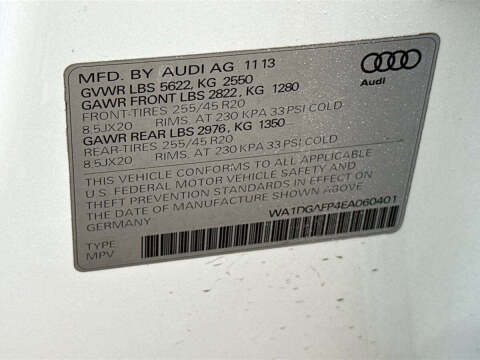 MFD. BY AUDI AG 11 13
GVWR LBS 5622, KG 2550
GAWR FRONT LBS 2822, KG 1280
FRONT-TIRES 255/45 R20
8.5JX20 RIMS. AT 230 KPA 33 PSI COLD
GAWR REAR LBS 2976, KG 1350
REAR-TIRES 255/45 R20
8.5JX20 RIMS. AT 230 KPA 33 PSI COLD
THIS VEHICLE CONFORMS TO ALL APPLICABLE
U.S. FEDERAL MOTOR VEHICLE SAFETY AND
THEFT PREVENTION STANDARDS IN EFFECT ON
THE DATE OF MANUFACTURE SHOWN ABOVE.
GERMANY WA1DGAFP4EA060401
TYPE
MPV
Audi